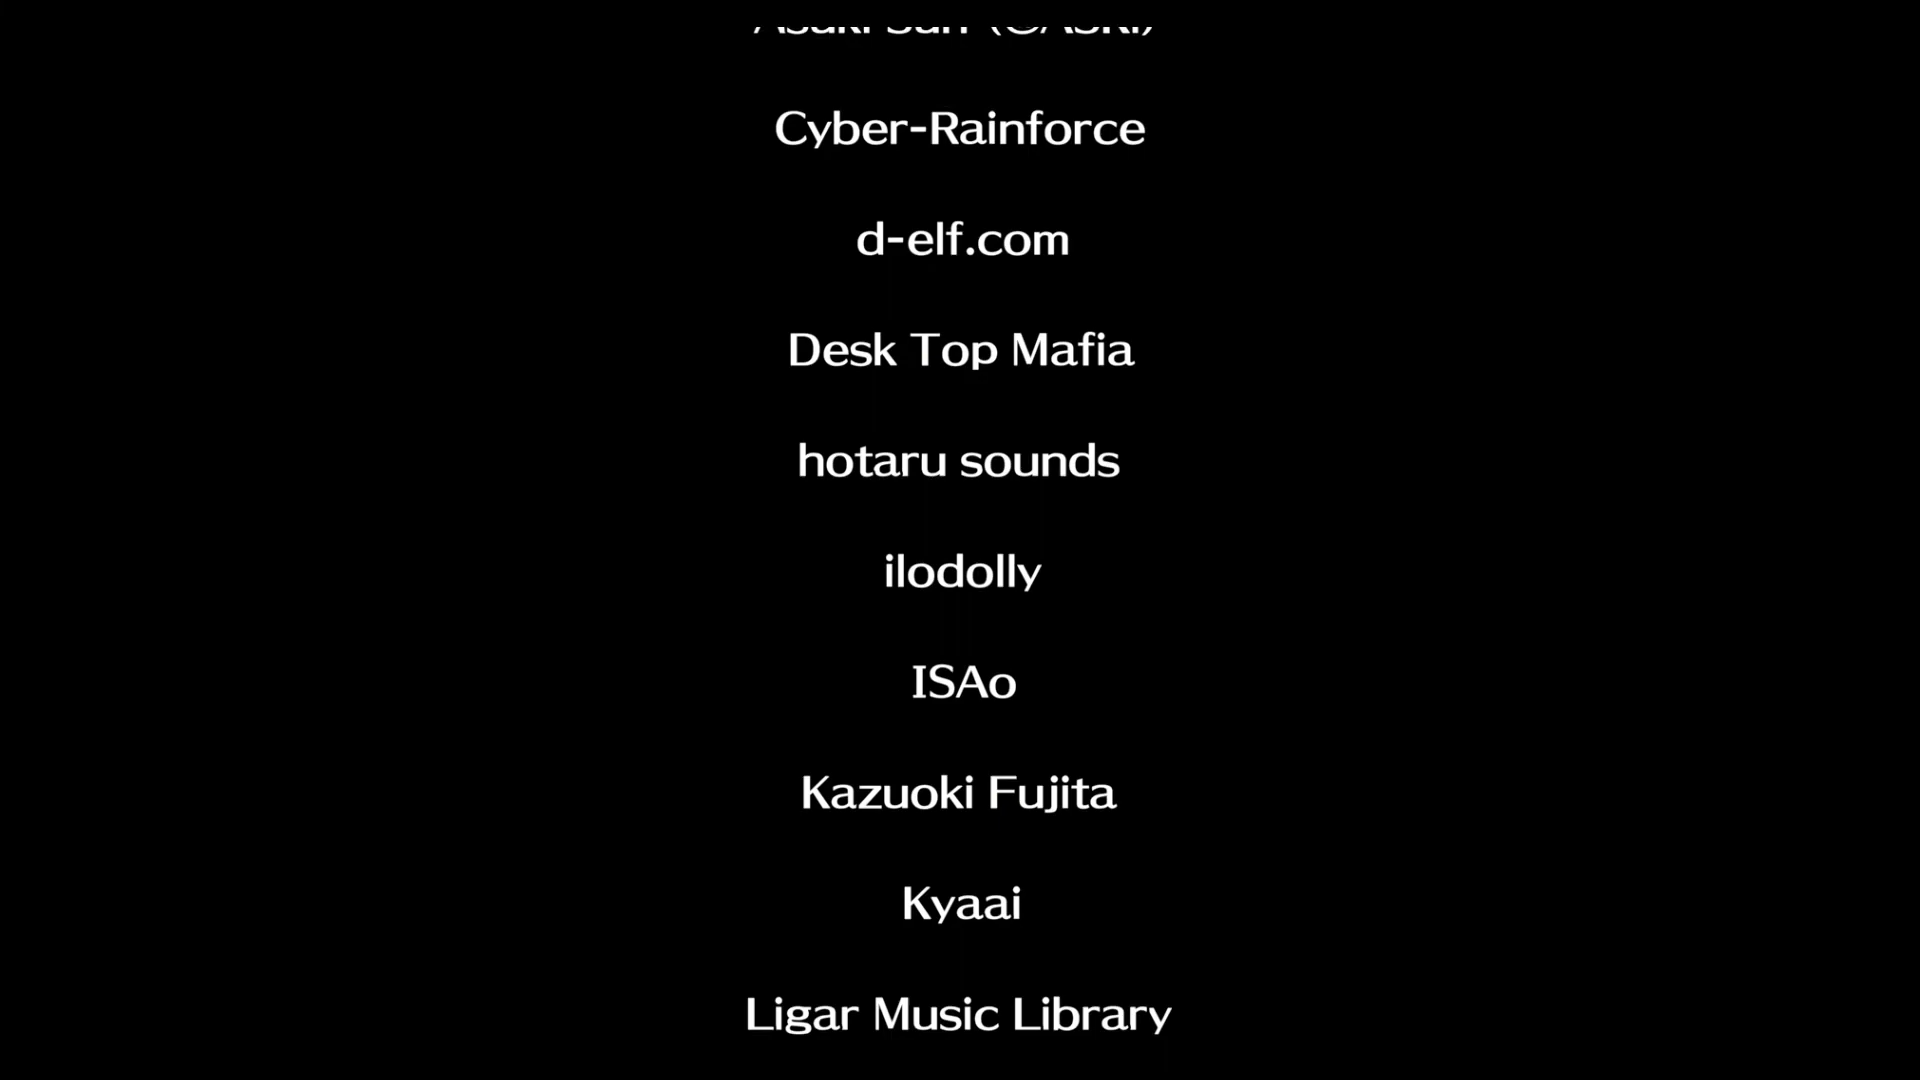 Cyber-Rainforce
d-elf.com
Desk Top Mafia
hotaru sounds
ilodolly
ISAo
Kazuoki Fujita
Kyaai
Ligar Music Library